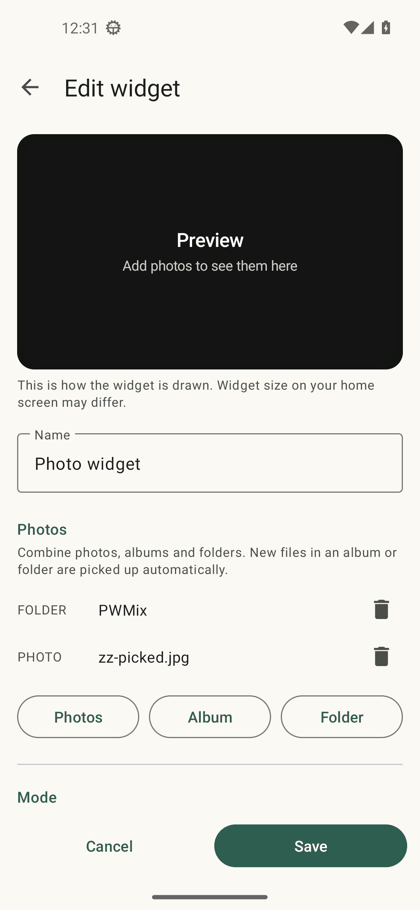 12:31
Edit widget
Preview
Add photos to see them here
This is how the widget is drawn. Widget size on your home
screen may differ.
Name
Photo widget
Photos
Combine photos, albums and folders. New files in an album or
folder are picked up automatically.
FOLDER PWMix
PHOTO zz-picked.jpg
Photos Album Folder
Mode
Cancel Save